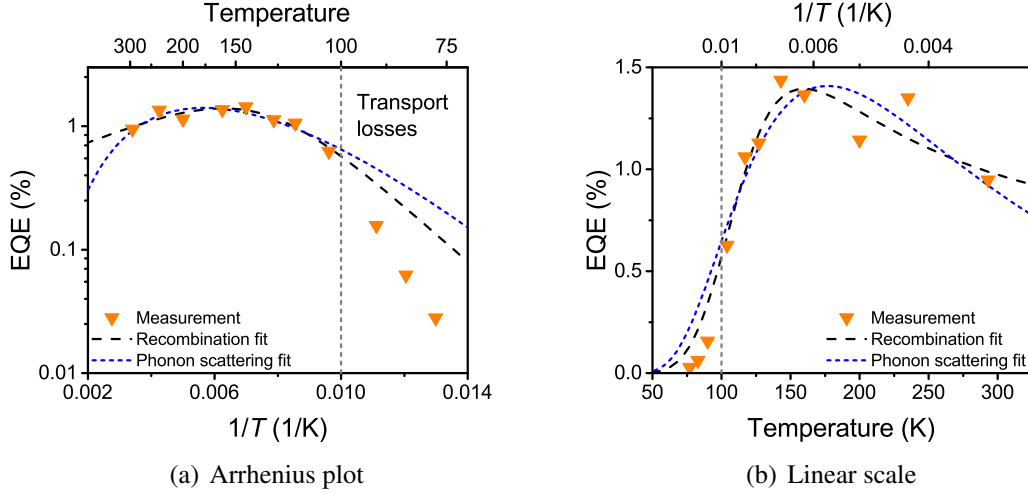 Temperature
300 200 150 100 75
1
0.1
0.01
EQE (%)
Transport
losses
Measurement
Recombination fit
Phonon scattering fit
0.002 0.006 0.010 0.014
1/T (1/K)
(a) Arrhenius plot
1/T (1/K)
0.01 0.006 0.004
1.5
1.0
0.5
0.0
EQE (%)
Measurement
Recombination fit
Phonon scattering fit
50 100 150 200 250 300
Temperature (K)
(b) Linear scale